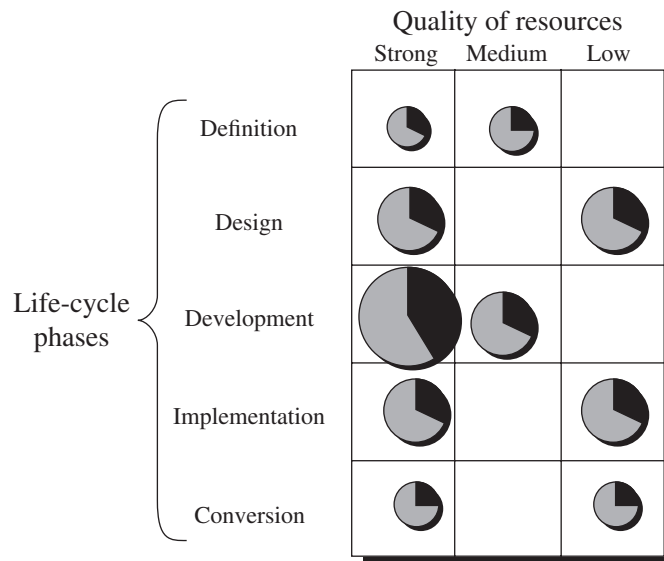 Quality of resources
Strong Medium Low
Definition
Design
Life-cycle
phases
Development
Implementation
Conversion